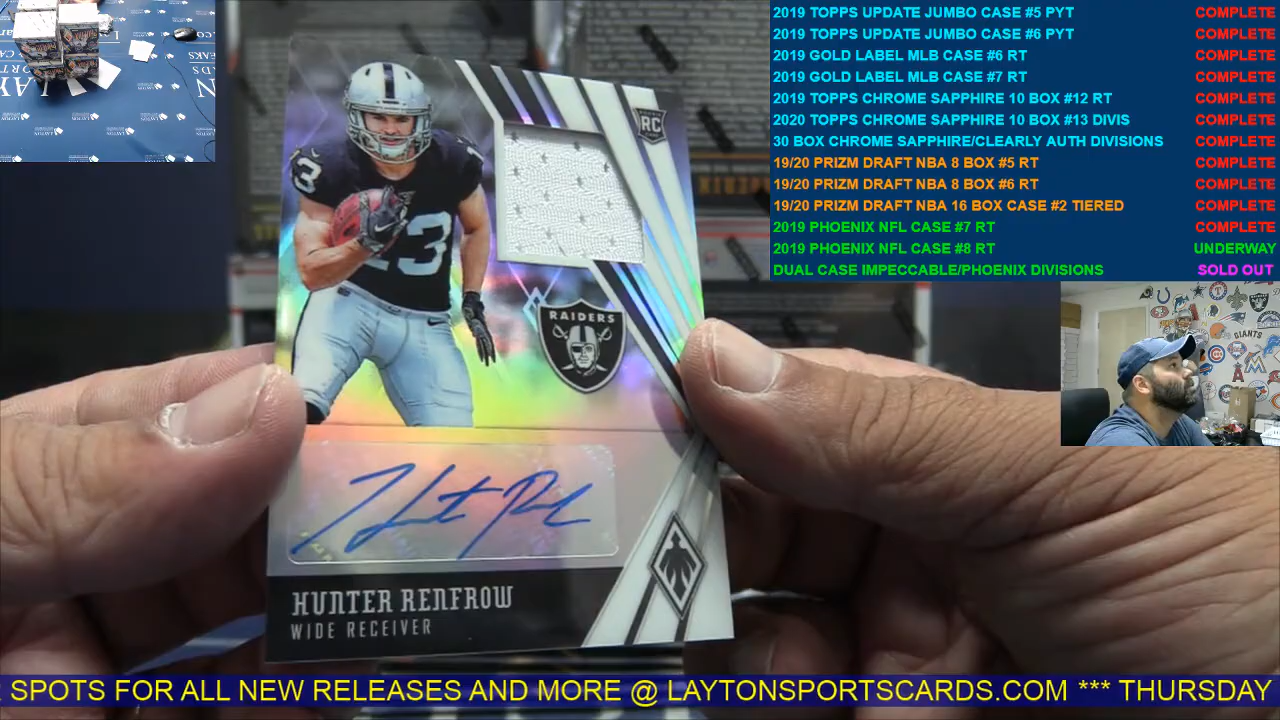 2019 TOPPS UPDATE JUMBO CASE #5 PYT COMPLETE
2019 TOPPS UPDATE JUMBO CASE #6 PYT COMPLETE
2019 GOLD LABEL MLB CASE #6 RT COMPLETE
2019 GOLD LABEL MLB CASE #7 RT COMPLETE
2019 TOPPS CHROME SAPPHIRE 10 BOX #12 RT COMPLETE
2020 TOPPS CHROME SAPPHIRE 10 BOX #13 DIVIS COMPLETE
30 BOX CHROME SAPPHIRE/CLEARLY AUTH DIVISIONS COMPLETE
19/20 PRIZM DRAFT NBA 8 BOX #5 RT COMPLETE
19/20 PRIZM DRAFT NBA 8 BOX #6 RT COMPLETE
19/20 PRIZM DRAFT NBA 16 BOX CASE #2 TIERED COMPLETE
2019 PHOENIX NFL CASE #7 RT COMPLETE
2019 PHOENIX NFL CASE #8 RT UNDERWAY
DUAL CASE IMPECCABLE/PHOENIX DIVISIONS SOLD OUT
RC
13
RAIDERS
GIANTS
HUNTER RENFROW
WIDE RECEIVER
SPOTS FOR ALL NEW RELEASES AND MORE @ LAYTONSPORTSCARDS.COM *** THURSDAY